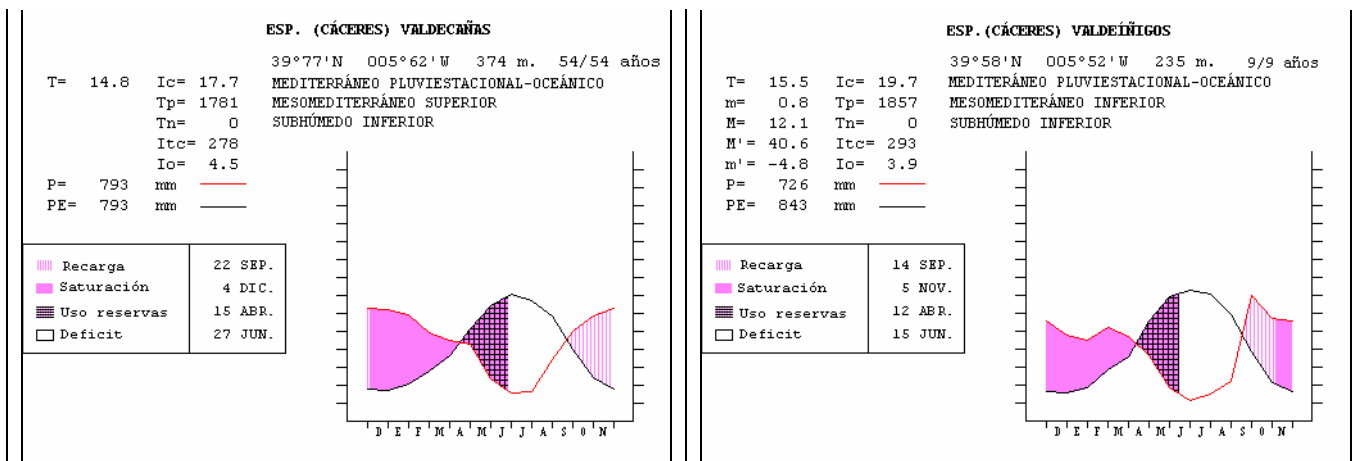 ESP. (CÁCERES) VALDECAÑAS
39°77'N 005°62'W 374 m. 54/54 años
T= 14.8 Ic= 17.7 MEDITERRÁNEO PLUVIESTACIONAL-OCEÁNICO
Tp= 1781 MESOMEDITERRÁNEO SUPERIOR
Tn= 0 SUBHÚMEDO INFERIOR
Itc= 278
Io= 4.5
P= 793 mm
PE= 793 mm
Recarga 22 SEP.
Saturación 4 DIC.
Uso reservas 15 ABR.
Deficit 27 JUN.
D E F M A M J J A S O N
ESP.(CÁCERES) VALDEÍÑIGOS
39°58'N 005°52'W 235 m. 9/9 años
T= 15.5 Ic= 19.7 MEDITERRÁNEO PLUVIESTACIONAL-OCEÁNICO
m= 0.8 Tp= 1857 MESOMEDITERRÁNEO INFERIOR
M= 12.1 Tn= 0 SUBHÚMEDO INFERIOR
M'= 40.6 Itc= 293
m'= -4.8 Io= 3.9
P= 726 mm
PE= 843 mm
Recarga 14 SEP.
Saturación 5 NOV.
Uso reservas 12 ABR.
Deficit 15 JUN.
D E F M A M J J A S O N